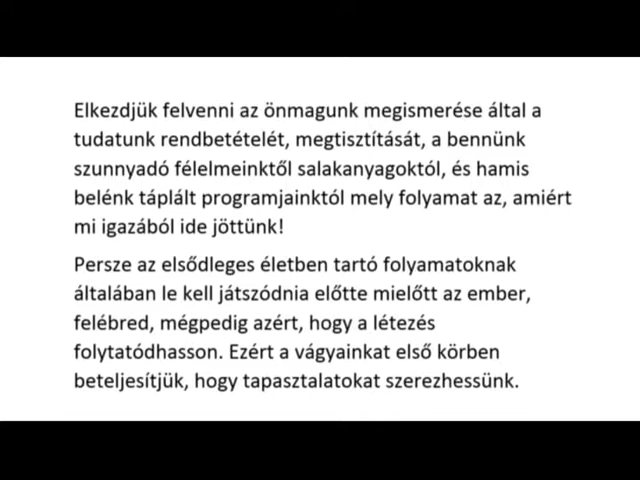 Elkezdjük felvenni az önmagunk megismerése által a
tudatunk rendbetételét, megtisztítását, a bennünk
szunnyadó félelmeinktől salakanyagoktól, és hamis
belénk táplált programjainktól mely folyamat az, amiért
mi igazából ide jöttünk!
Persze az elsődleges életben tartó folyamatoknak
általában le kell játszódnia előtte mielőtt az ember,
felébred, mégpedig azért, hogy a létezés
folytatódhasson. Ezért a vágyainkat első körben
beteljesítjük, hogy tapasztalatokat szerezhessünk.